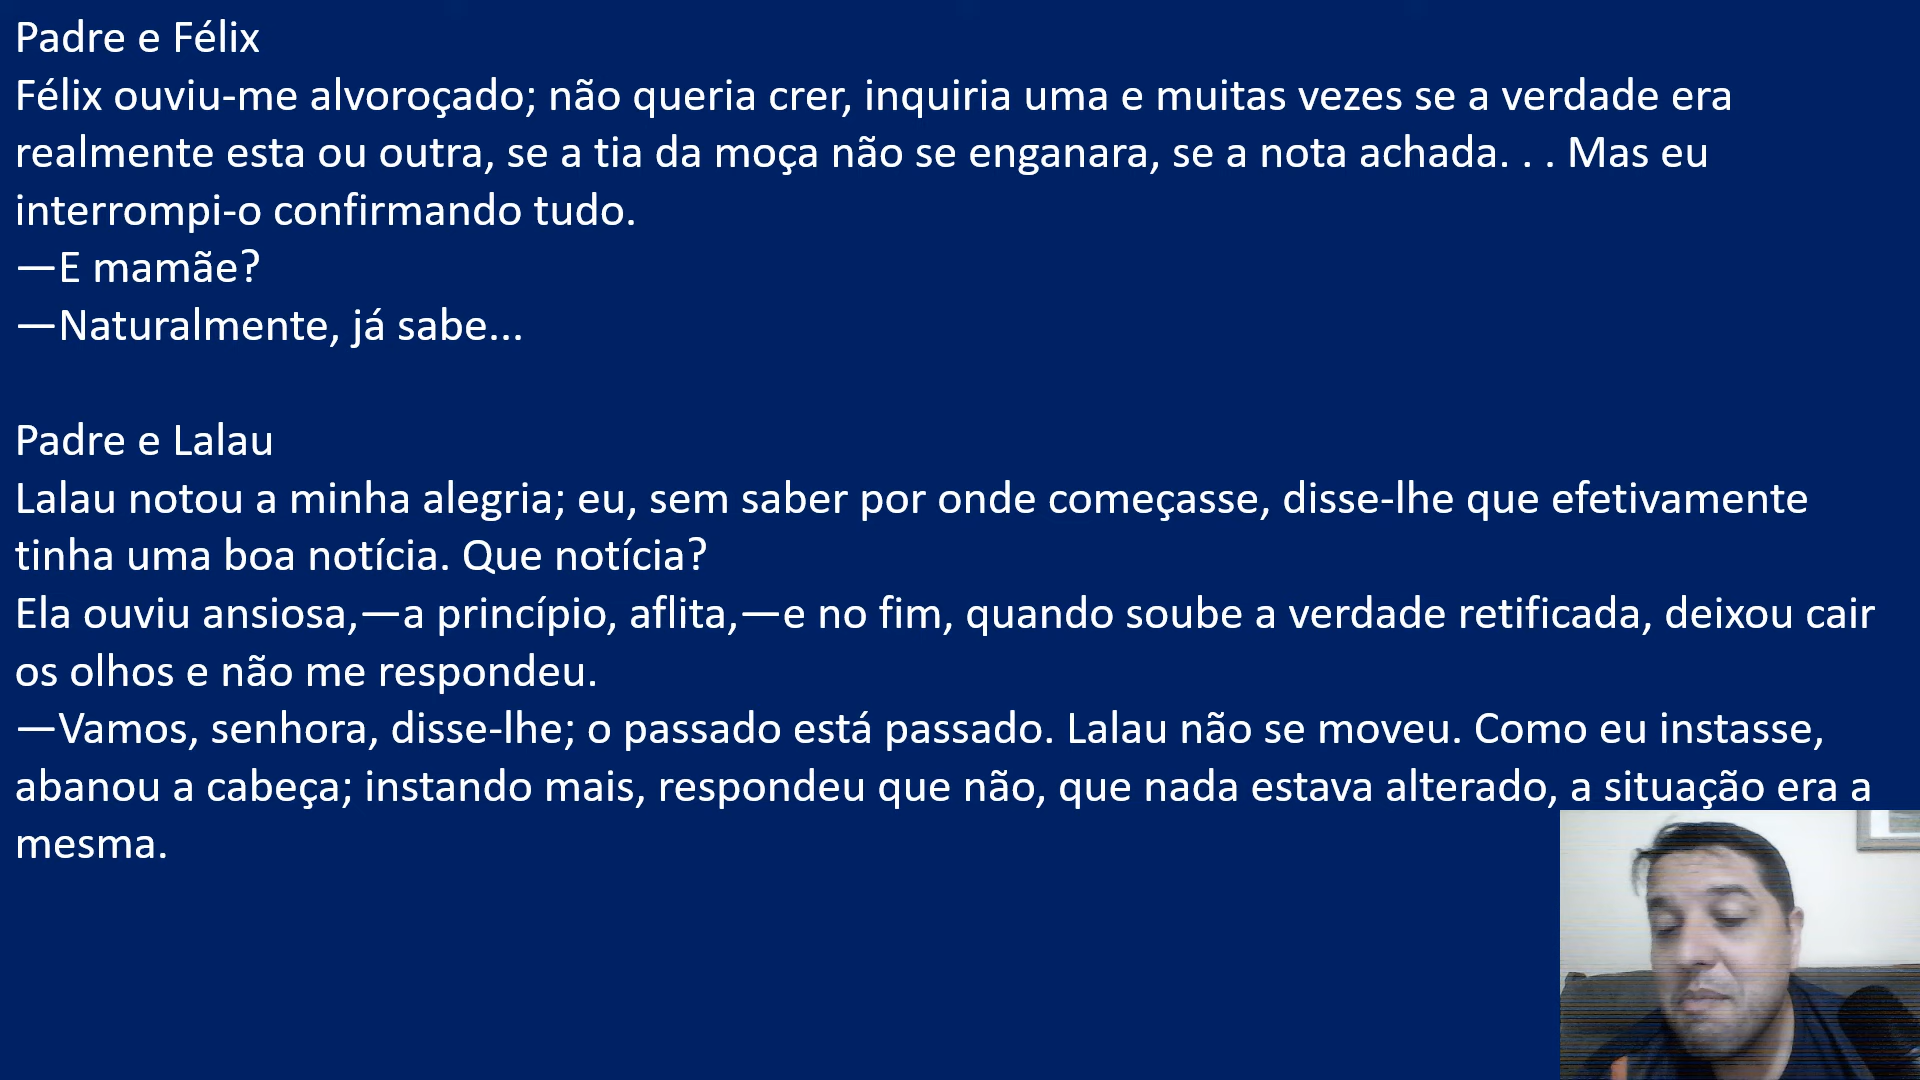 Padre e Félix
Félix ouviu-me alvoroçado; não queria crer, inquiria uma e muitas vezes se a verdade era
realmente esta ou outra, se a tia da moça não se enganara, se a nota achada. . . Mas eu
interrompi-o confirmando tudo.
—E mamãe?
—Naturalmente, já sabe...
Padre e Lalau
Lalau notou a minha alegria; eu, sem saber por onde começasse, disse-lhe que efetivamente
tinha uma boa notícia. Que notícia?
Ela ouviu ansiosa,—a princípio, aflita,—e no fim, quando soube a verdade retificada, deixou cair
os olhos e não me respondeu.
—Vamos, senhora, disse-lhe; o passado está passado. Lalau não se moveu. Como eu instasse,
abanou a cabeça; instando mais, respondeu que não, que nada estava alterado, a situação era a
mesma.